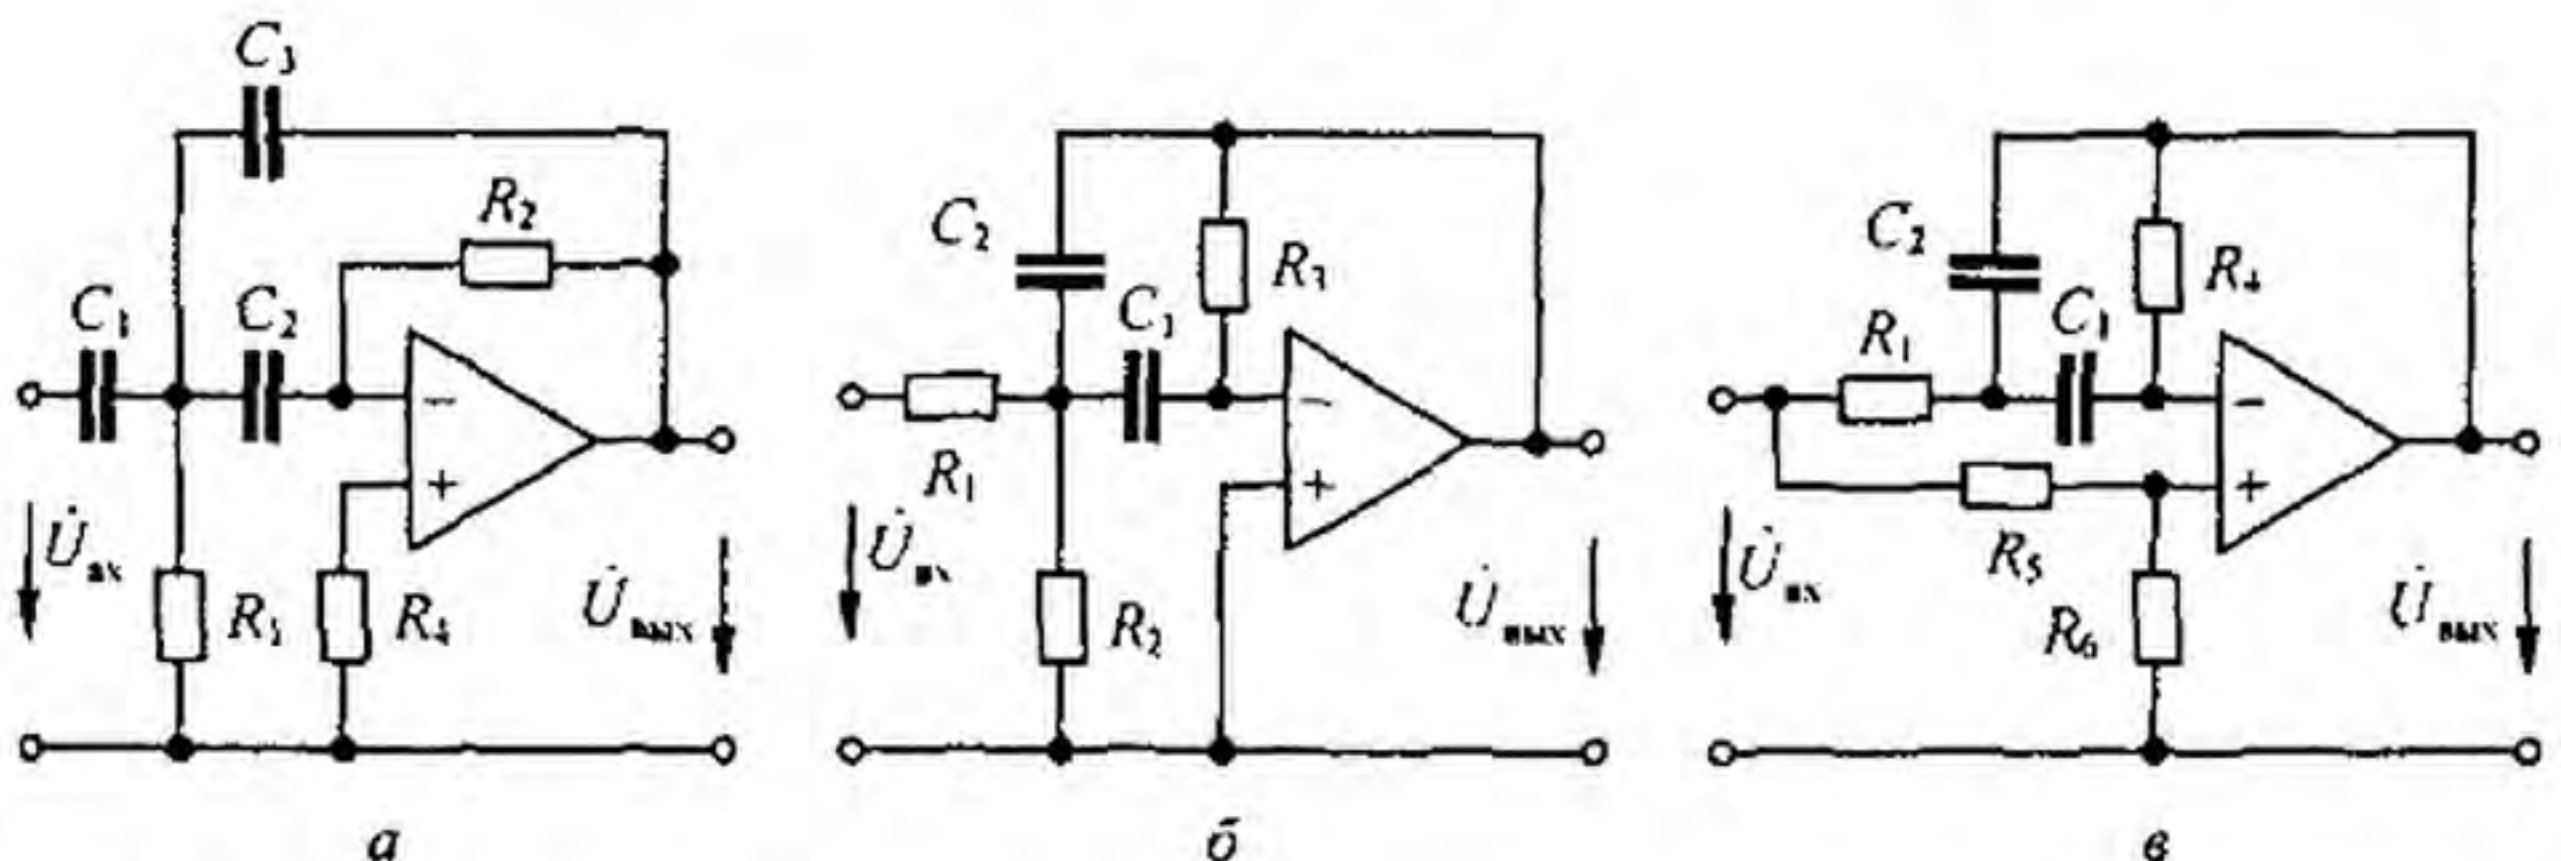 C₃
R₂
C₁ C₂
−
+
U̇вх R₁ R₄ U̇вых
а
C₂ R₃
C₁
R₁
−
+
U̇вх R₂ U̇вых
б
C₂ R₄
R₁ C₁
−
+
U̇вх R₅ R₆ U̇вых
в